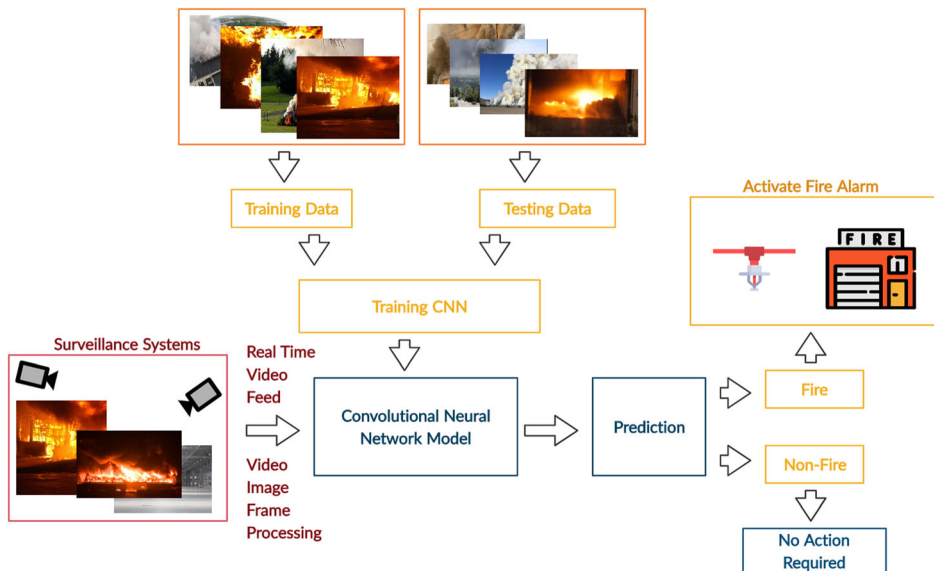 Training Data
Testing Data
Activate Fire Alarm
FIRE
Training CNN
Surveillance Systems
Real Time
Video
Feed
Convolutional Neural
Network Model
Prediction
Fire
Non-Fire
Video
Image
Frame
Processing
No Action
Required